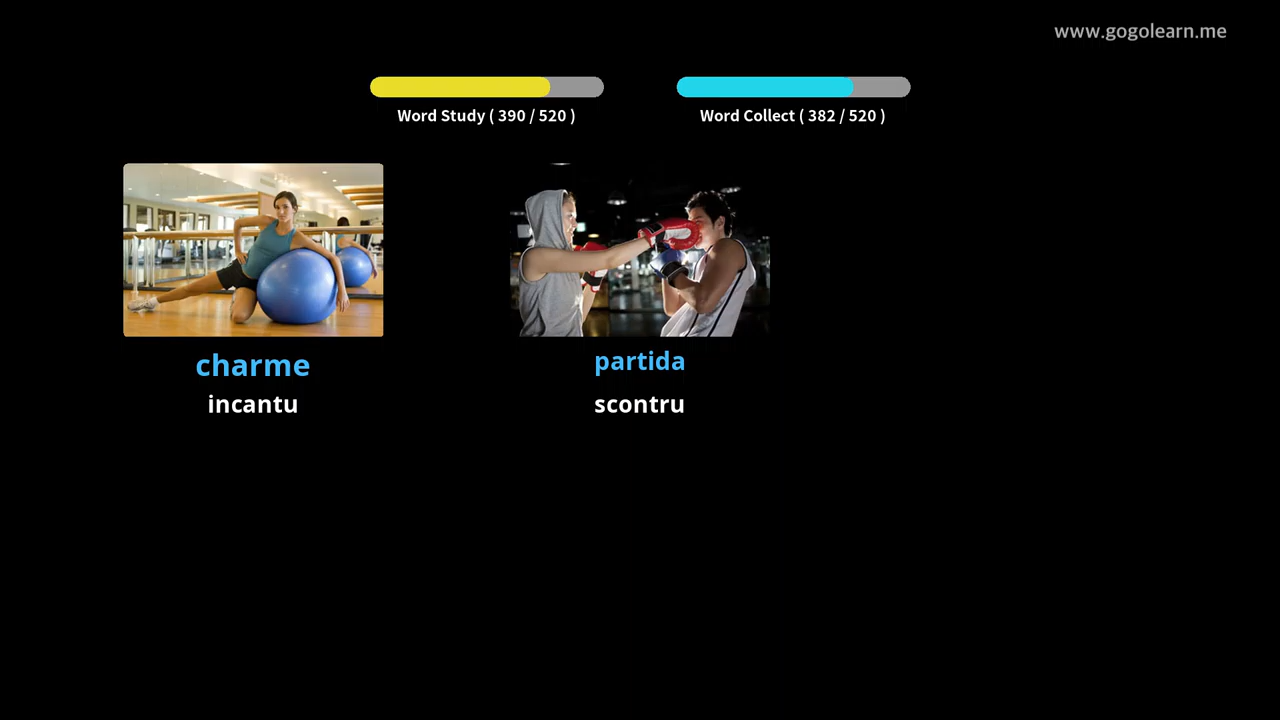 www.gogolearn.me
Word Study ( 390 / 520 )
Word Collect ( 382 / 520 )
charme
incantu
partida
scontru